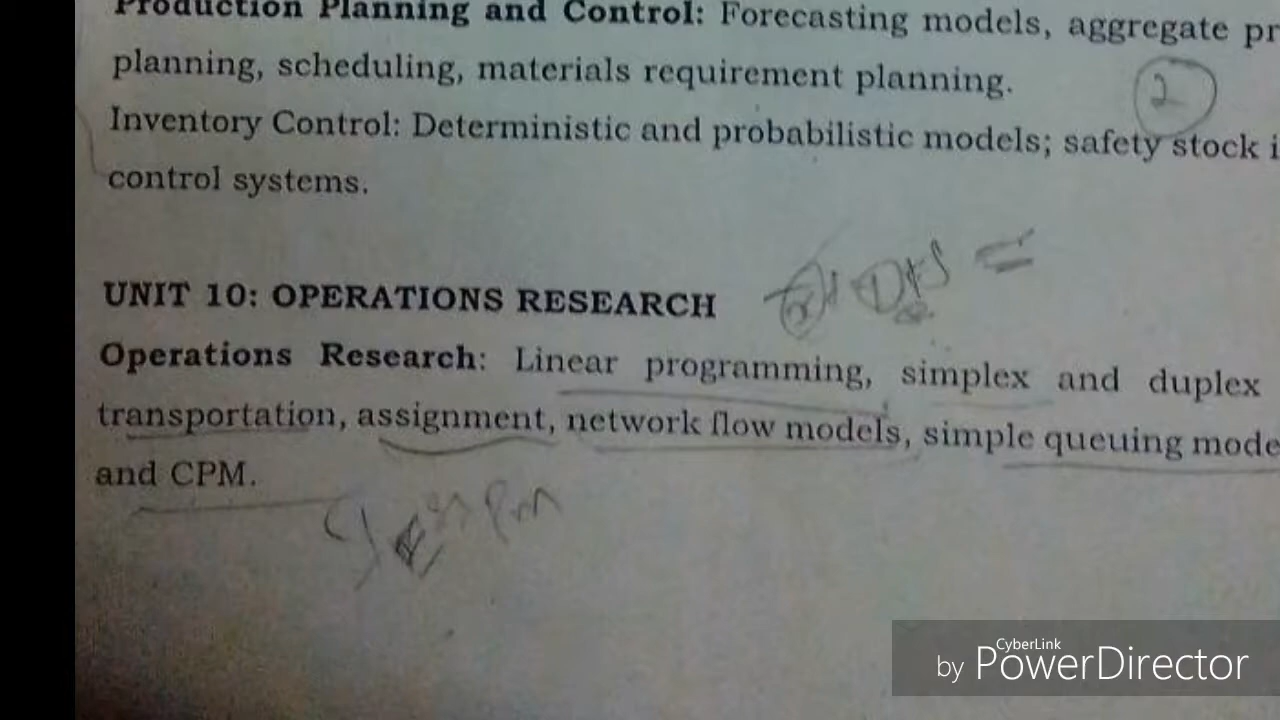 Production Planning and Control: Forecasting models, aggregate pr
planning, scheduling, materials requirement planning.
2
Inventory Control: Deterministic and probabilistic models; safety stock i
control systems.
UNIT 10: OPERATIONS RESEARCH
Operations Research: Linear programming, simplex and duplex
transportation, assignment, network flow models, simple queuing mode
and CPM.
CyberLink
by PowerDirector